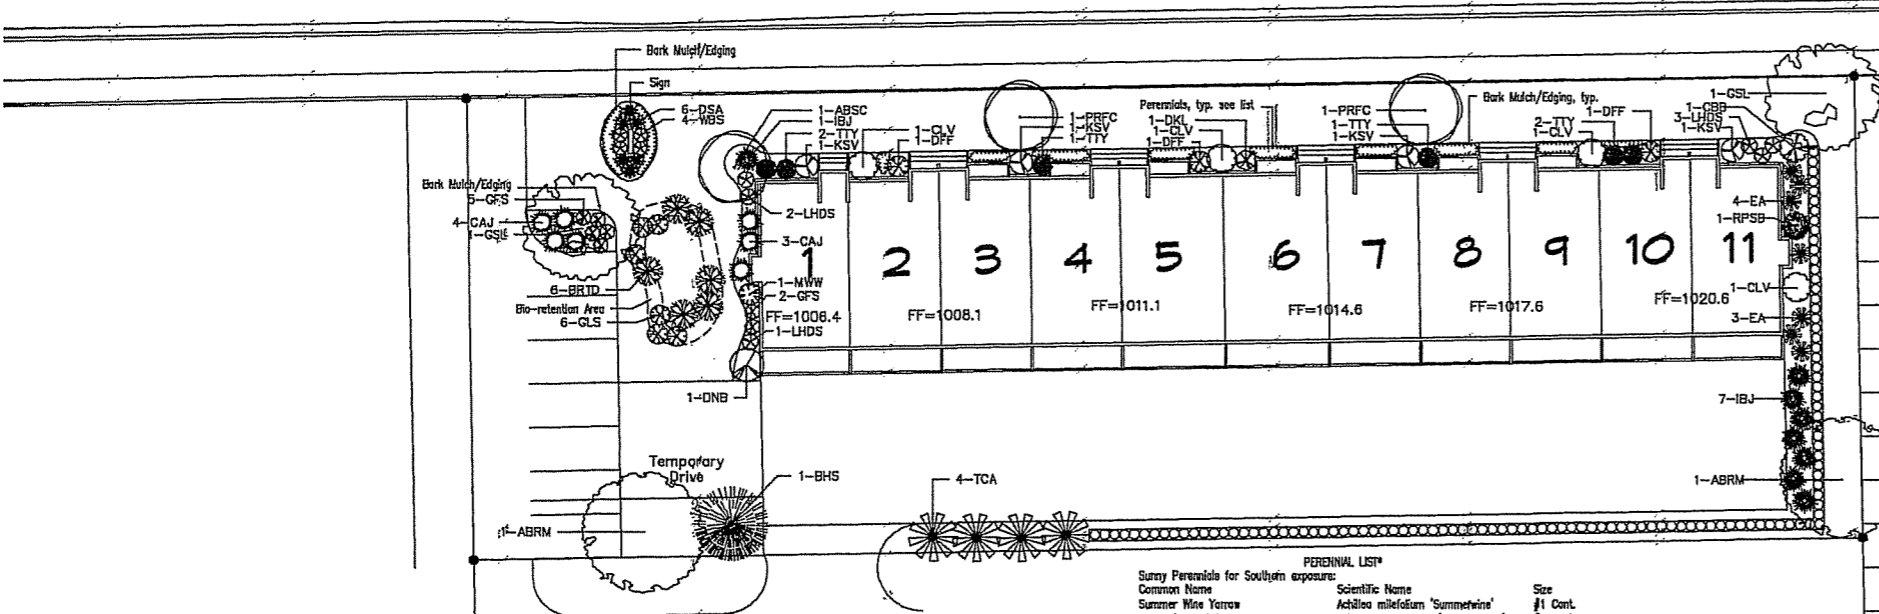 Bark Mulch/Edging
Sign
6-DSA
4-WBS
1-ABSC
1-IBJ
2-TTY
1-KSV
1-CLV
1-DFF
1-PRFC
1-KSV
1-TTY
Perennials, typ. see list
1-DKL
1-CLV
1-DFF
1-PRFC
1-TTY
1-KSV
Bark Mulch/Edging, typ.
1-DFF
2-TTY
1-CLV
1-GSL
1-CBB
3-LHDS
1-KSV
Bark Mulch/Edging
5-GFS
4-CAJ
1-GSL
2-LHDS
3-CAJ
1-MWW
2-GFS
1-LHDS
6-BRTD
Bio-retention Area
6-GLS
1-DNB
4-EA
1-RPSB
1-CLV
3-EA
7-IBJ
1-ABRM
1 2 3 4 5 6 7 8 9 10 11
FF=1006.4
FF=1008.1
FF=1011.1
FF=1014.6
FF=1017.6
FF=1020.6
Temporary
Drive
1-BHS
4-TCA
1-ABRM
PERENNIAL LIST*
Sunny Perennials for Southern exposure:
Common Name Scientific Name Size
Summer Wine Yarrow Achillea milefolium 'Summerwine' #1 Cont.